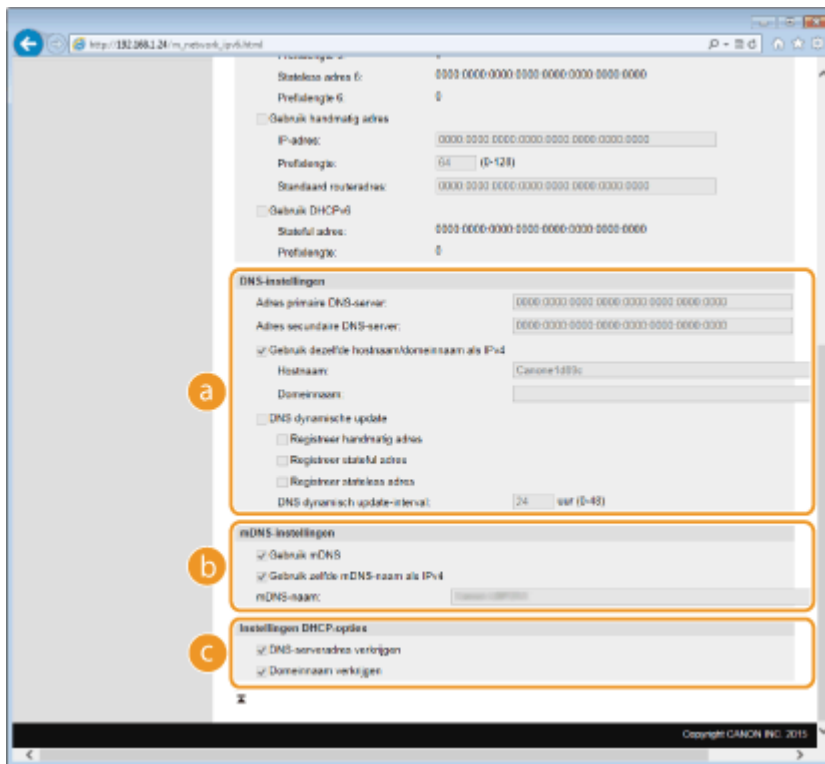 http://192.168.1.24/m_network_ipv6.html
Stateless adres 6: 0000:0000:0000:0000:0000:0000:0000:0000
Prefixlengte 6: 0
Gebruik handmatig adres
IP-adres: 0000:0000:0000:0000:0000:0000:0000:0000
Prefixlengte: 64 (0-128)
Standaard routeradres: 0000:0000:0000:0000:0000:0000:0000:0000
Gebruik DHCPv6
Stateful adres: 0000:0000:0000:0000:0000:0000:0000:0000
Prefixlengte: 0
DNS-instellingen
Adres primaire DNS-server: 0000:0000:0000:0000:0000:0000:0000:0000
Adres secundaire DNS-server: 0000:0000:0000:0000:0000:0000:0000:0000
Gebruik dezelfde hostnaam/domeinnaam als IPv4
Hostnaam: Canone1d89c
a
Domeinnaam:
DNS dynamische update
Registreer handmatig adres
Registreer stateful adres
Registreer stateless adres
DNS dynamisch update-interval: 24 uur (0-48)
mDNS-instellingen
b
Gebruik mDNS
Gebruik zelfde mDNS-naam als IPv4
mDNS-naam:
Instellingen DHCP-opties
c
DNS-serveradres verkrijgen
Domeinnaam verkrijgen
Copyright CANON INC. 2015